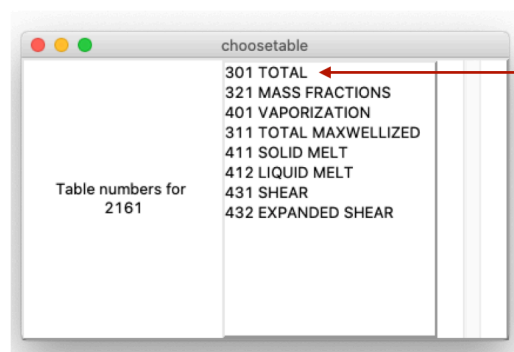 choosetable
Table numbers for
2161
301 TOTAL
321 MASS FRACTIONS
401 VAPORIZATION
311 TOTAL MAXWELLIZED
411 SOLID MELT
412 LIQUID MELT
431 SHEAR
432 EXPANDED SHEAR